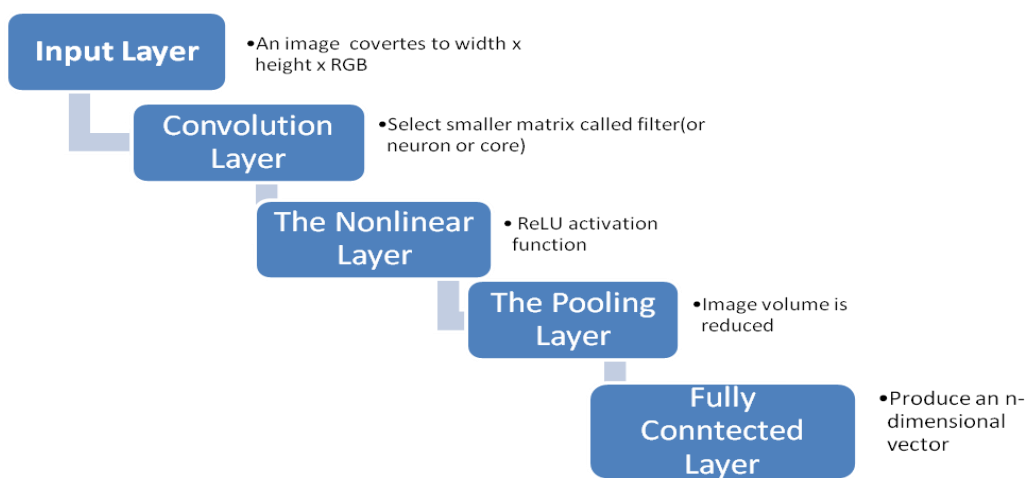 Input Layer
•An image covertes to width x
height x RGB
Convolution
Layer
•Select smaller matrix called filter(or
neuron or core)
The Nonlinear
Layer
• ReLU activation
function
The Pooling
Layer
•Image volume is
reduced
Fully
Conntected
Layer
•Produce an n-
dimensional
vector